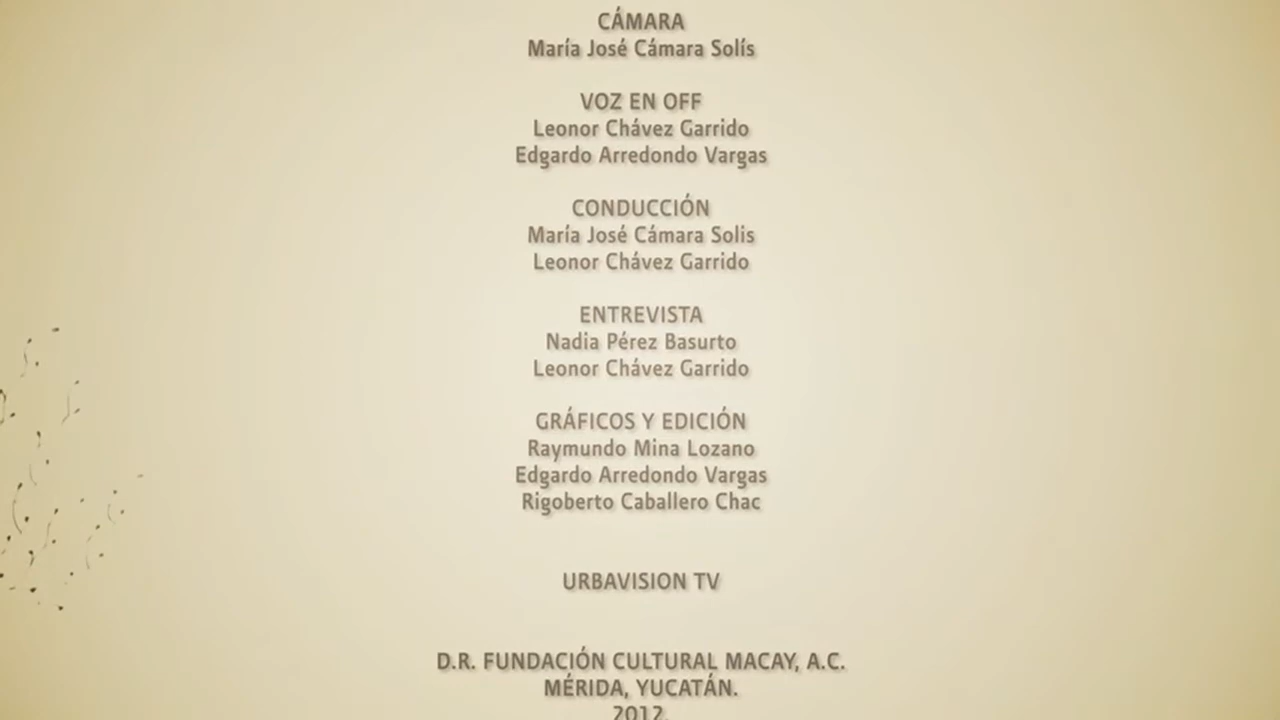 CÁMARA
María José Cámara Solís
VOZ EN OFF
Leonor Chávez Garrido
Edgardo Arredondo Vargas
CONDUCCIÓN
María José Cámara Solis
Leonor Chávez Garrido
ENTREVISTA
Nadia Pérez Basurto
Leonor Chávez Garrido
GRÁFICOS Y EDICIÓN
Raymundo Mina Lozano
Edgardo Arredondo Vargas
Rigoberto Caballero Chac
URBAVISION TV
D.R. FUNDACIÓN CULTURAL MACAY, A.C.
MÉRIDA, YUCATÁN.
2012.